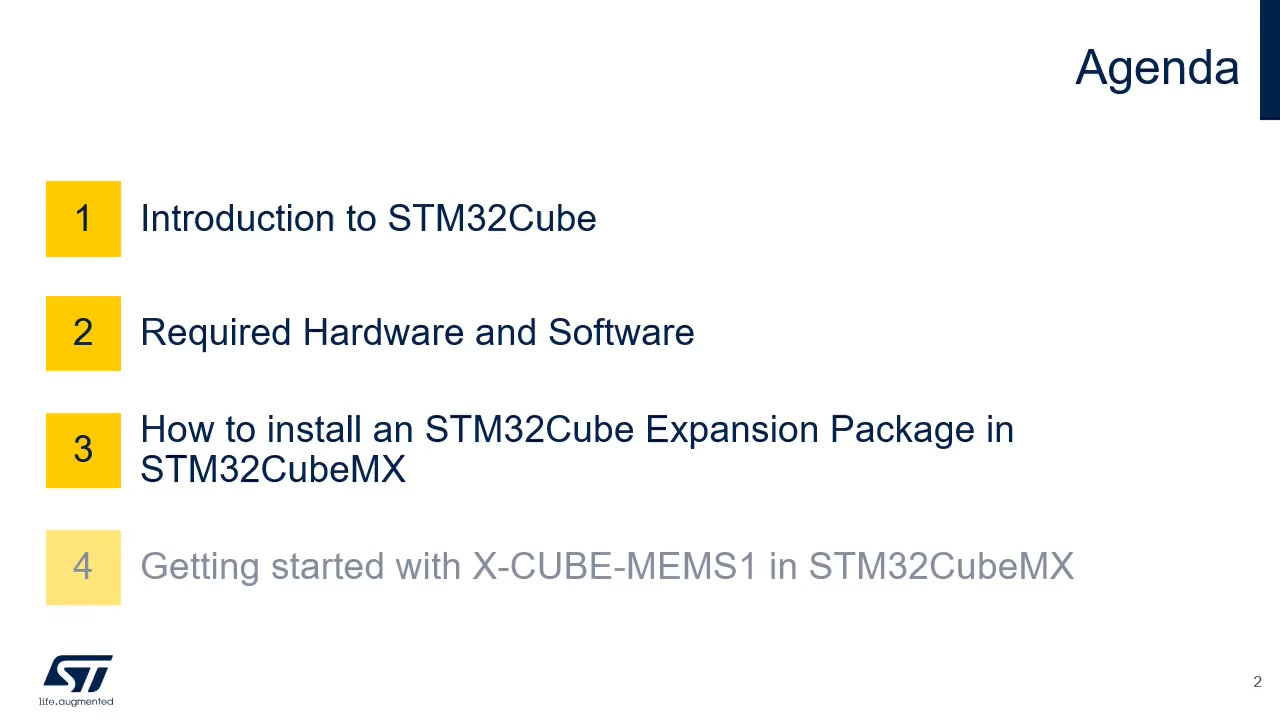 Agenda
1
Introduction to STM32Cube
2
Required Hardware and Software
3
How to install an STM32Cube Expansion Package in
STM32CubeMX
4
Getting started with X-CUBE-MEMS1 in STM32CubeMX
ST
life.augmented
2